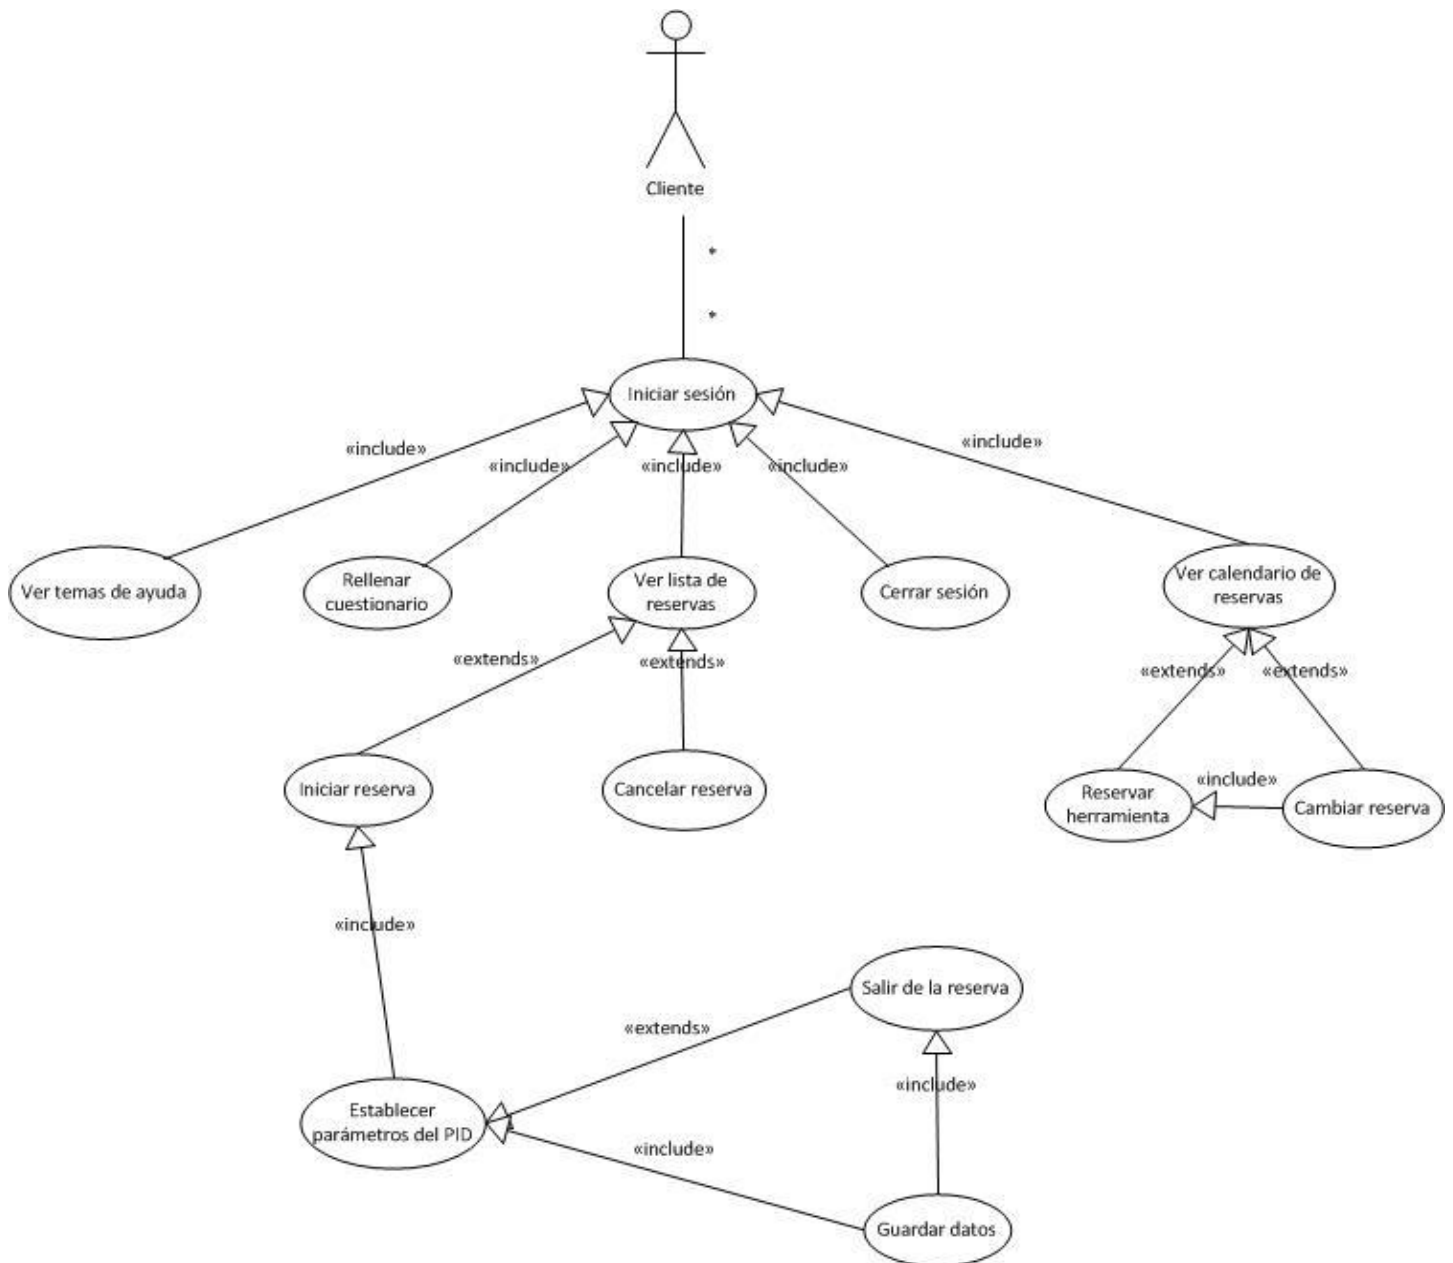 Cliente
*
*
Iniciar sesión
«include»
«include»
«include»
«include»
«include»
Ver temas de ayuda
Rellenar
cuestionario
Ver lista de
reservas
Cerrar sesión
Ver calendario de
reservas
«extends»
«extends»
«extends»
«extends»
Iniciar reserva
Cancelar reserva
Reservar
herramienta
«include»
Cambiar reserva
«include»
Salir de la reserva
«extends»
«include»
Establecer
parámetros del PID
«include»
Guardar datos